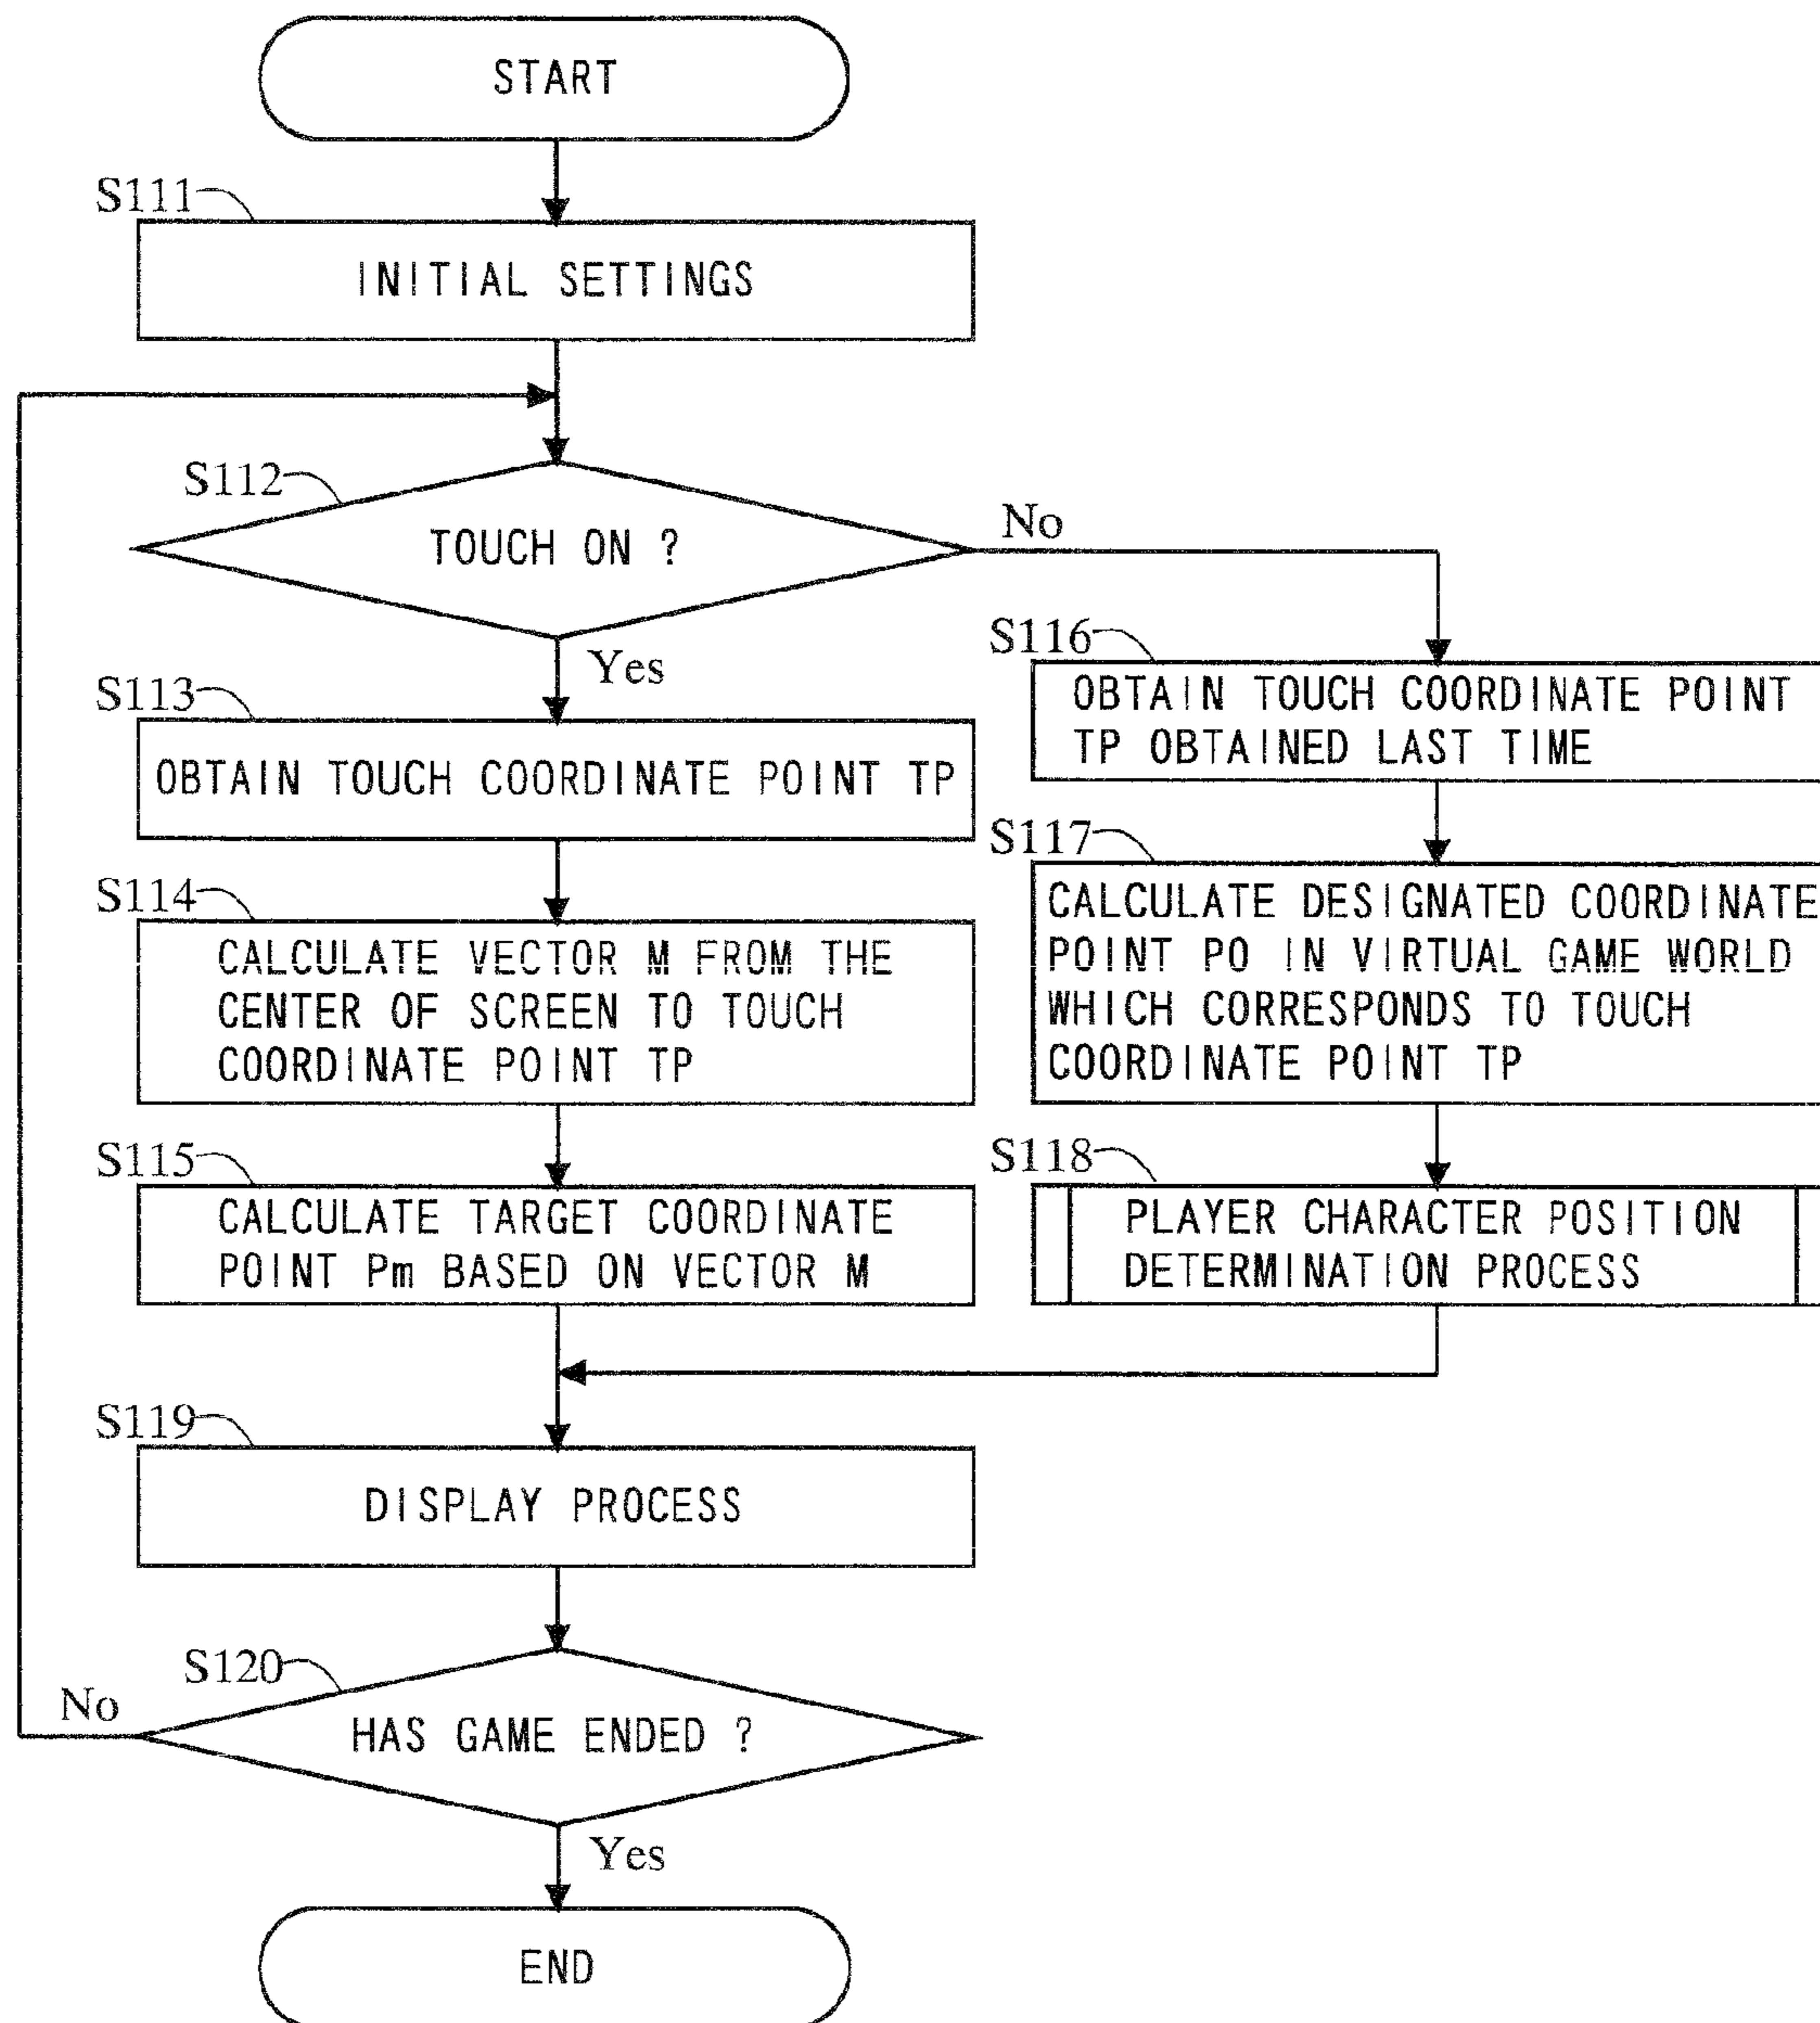 START
S111
INITIAL SETTINGS
S112
TOUCH ON ?
No
Yes
S113
OBTAIN TOUCH COORDINATE POINT TP
S114
CALCULATE VECTOR M FROM THE
CENTER OF SCREEN TO TOUCH
COORDINATE POINT TP
S115
CALCULATE TARGET COORDINATE
POINT Pm BASED ON VECTOR M
S116
OBTAIN TOUCH COORDINATE POINT
TP OBTAINED LAST TIME
S117
CALCULATE DESIGNATED COORDINATE
POINT PO IN VIRTUAL GAME WORLD
WHICH CORRESPONDS TO TOUCH
COORDINATE POINT TP
S118
PLAYER CHARACTER POSITION
DETERMINATION PROCESS
S119
DISPLAY PROCESS
S120
No
HAS GAME ENDED ?
Yes
END